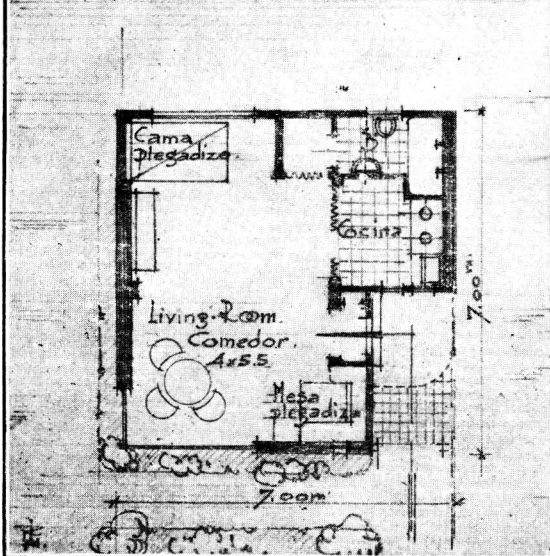 Cama
plegadiza.
Cocina
7.00m.
Living-Room.
Comedor.
4x5.5
Mesa
plegadiza
7.00m